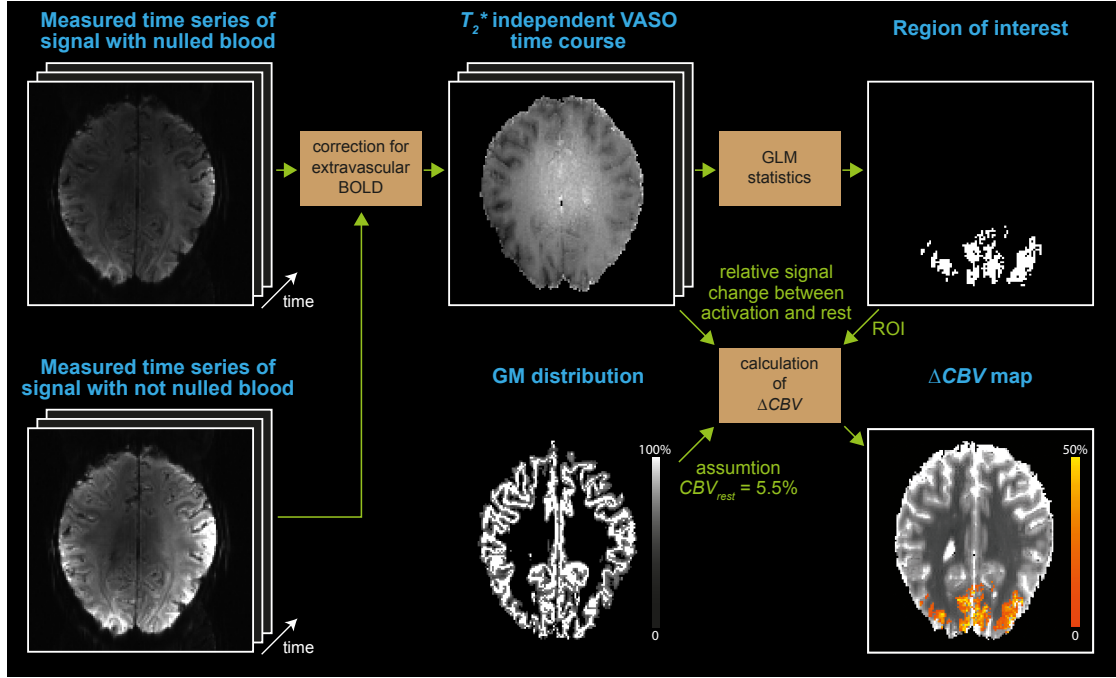 Measured time series of
signal with nulled blood
T2* independent VASO
time course
Region of interest
correction for
extravascular
BOLD
GLM
statistics
time
relative signal
change between
activation and rest
ROI
Measured time series of
signal with not nulled blood
GM distribution
calculation
of
ΔCBV
ΔCBV map
100%
0
assumtion
CBVrest = 5.5%
50%
0
time